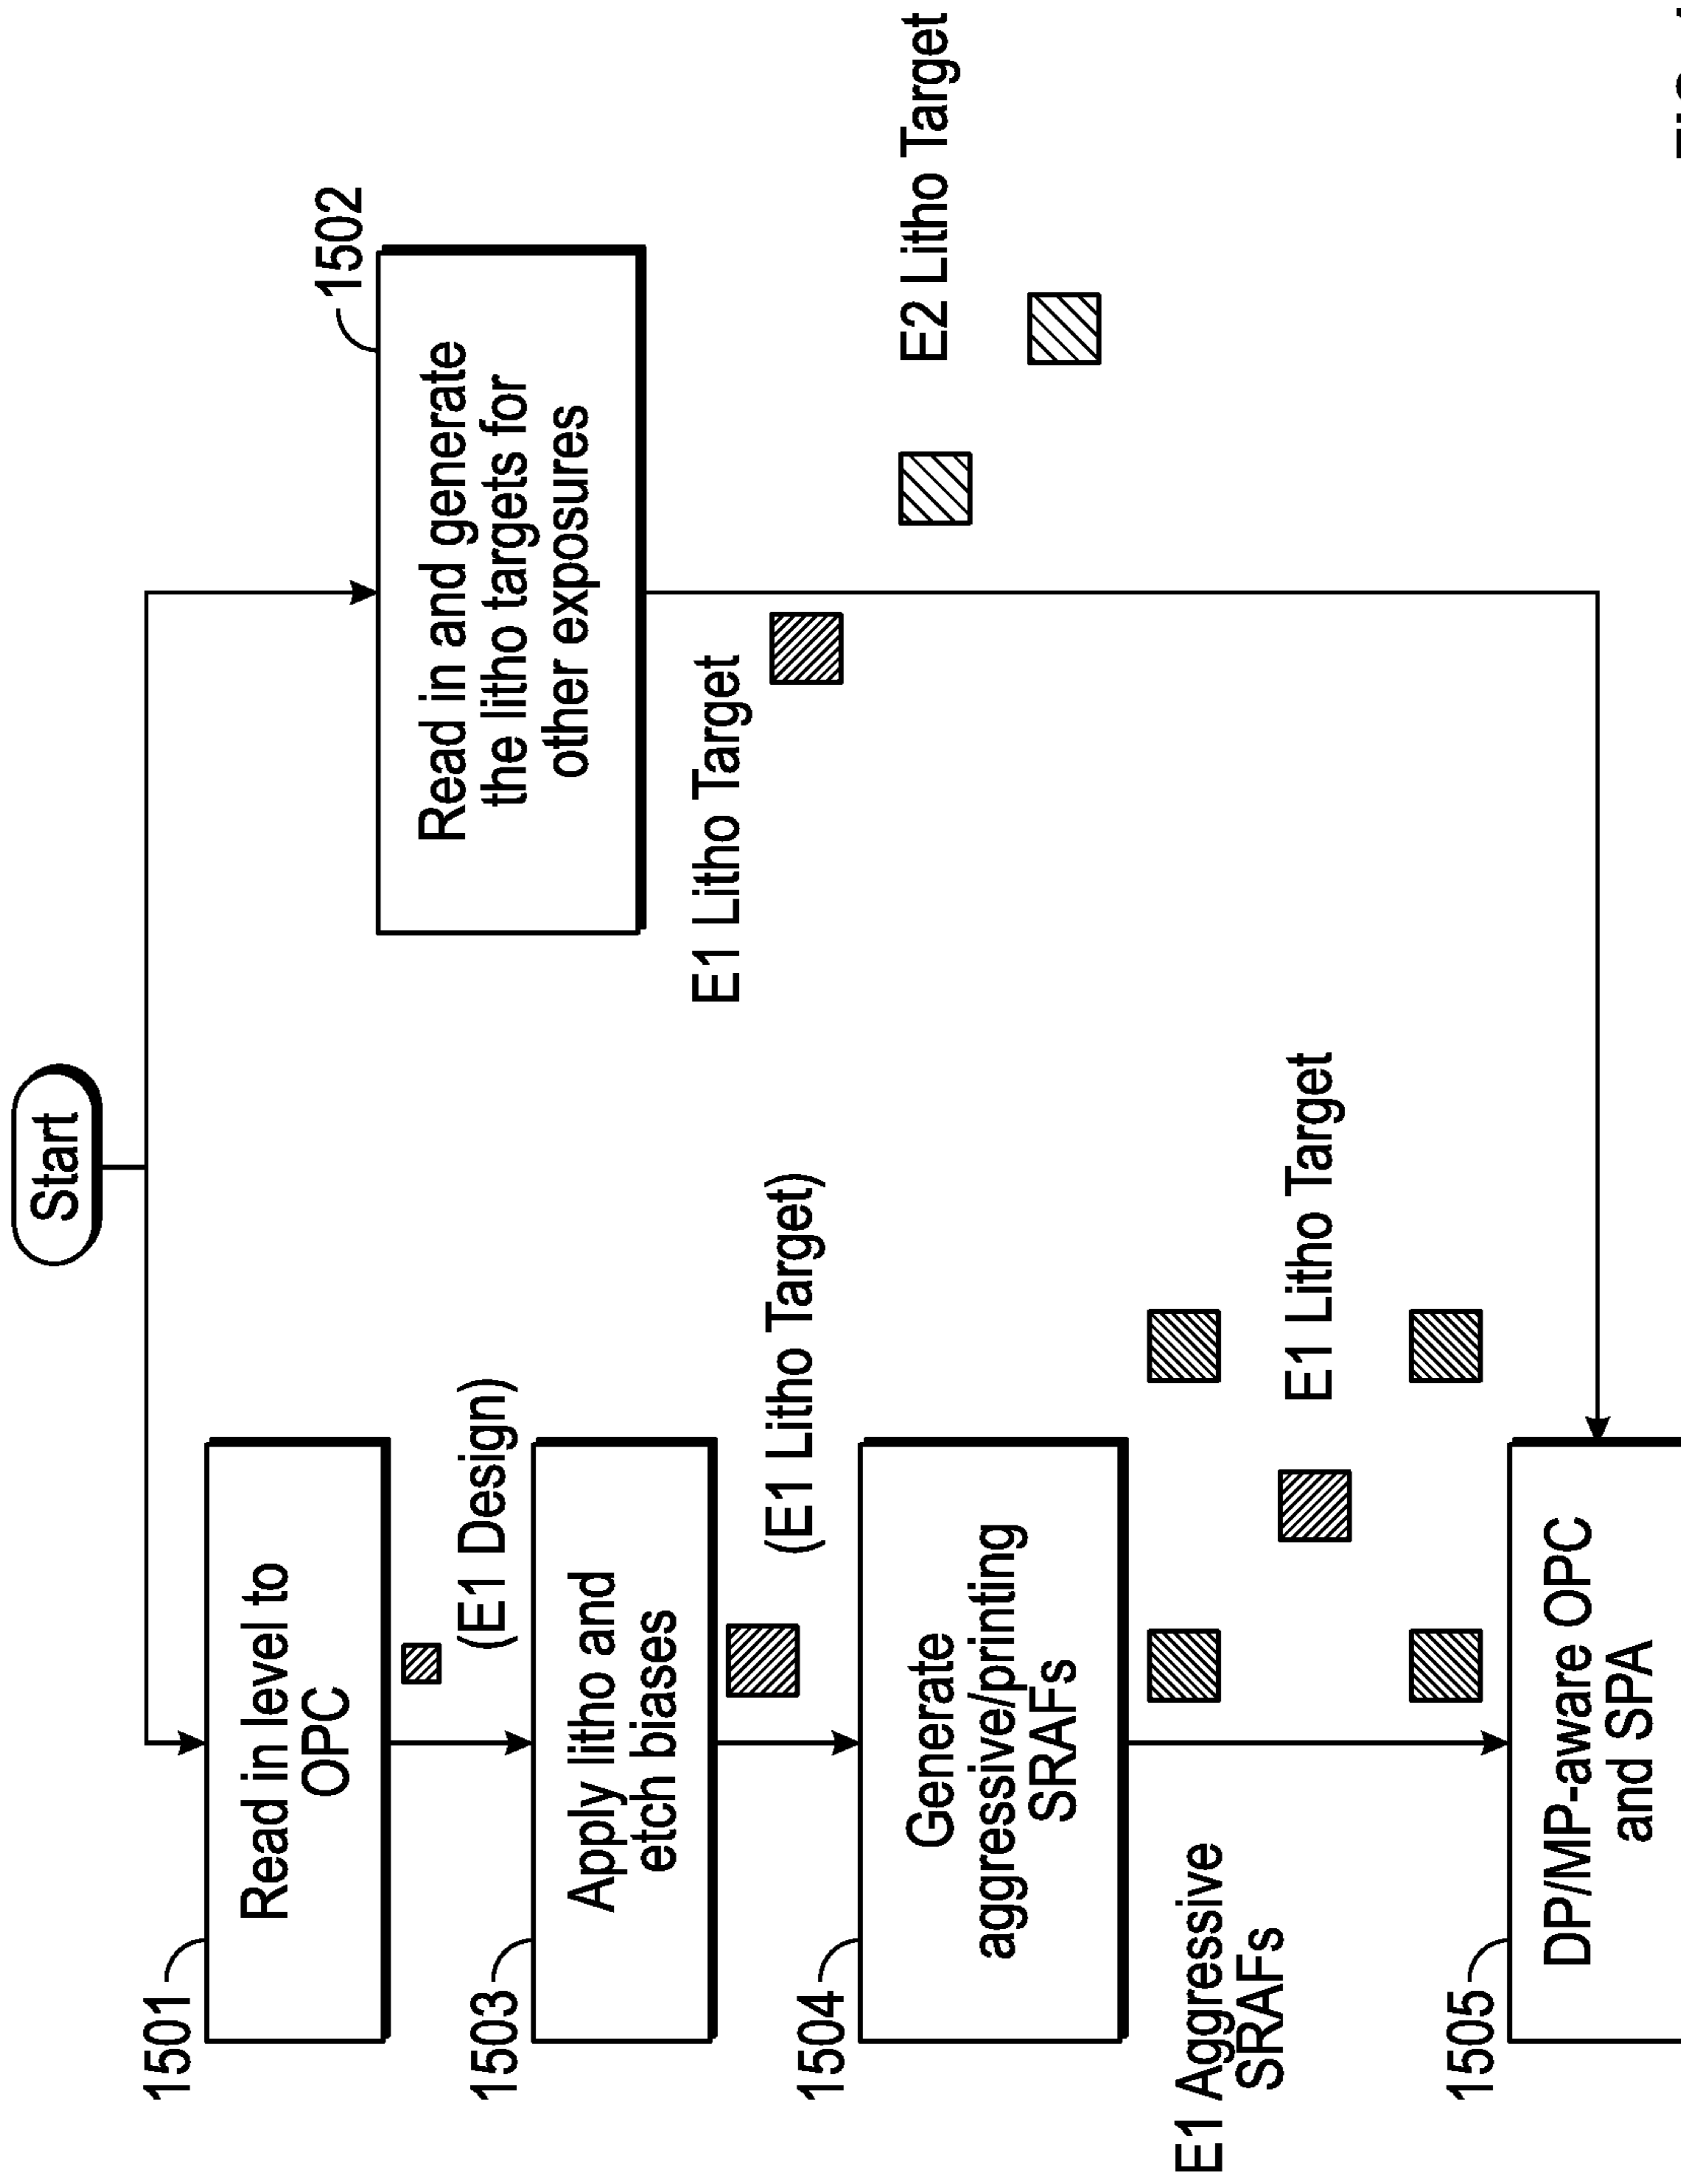 Start
1501
Read in level to
OPC
1502
Read in and generate
the litho targets for
other exposures
(E1 Design)
1503
Apply litho and
etch biases
E1 Litho Target
E2 Litho Target
(E1 Litho Target)
1504
Generate
aggressive/printing
SRAFs
E1 Aggressive
SRAFs
E1 Litho Target
1505
DP/MP-aware OPC
and SPA